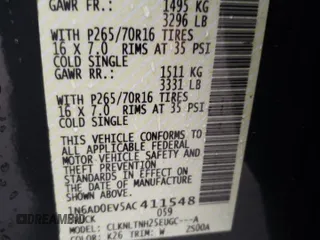 GAWR FR.: 1495 KG
3296 LB
WITH P265/70R16 TIRES
16 X 7.0 RIMS AT 35 PSI
COLD SINGLE
GAWR RR.: 1511 KG
3331 LB
WITH P265/70R16 TIRES
16 X 7.0 RIMS AT 35 PSI
COLD SINGLE
THIS VEHICLE CONFORMS TO
ALL APPLICABLE FEDERAL
MOTOR VEHICLE SAFETY AND
THEFT PREVENTION
STANDARDS IN EFFECT ON
THE DATE OF MANUFACTURE
SHOWN ABOVE.
1N6AD0EV5AC411548
TRUCK 059
MODEL: CLKNLTNH25EUGC---A
COLOR: K26 TRIM: W 2500A